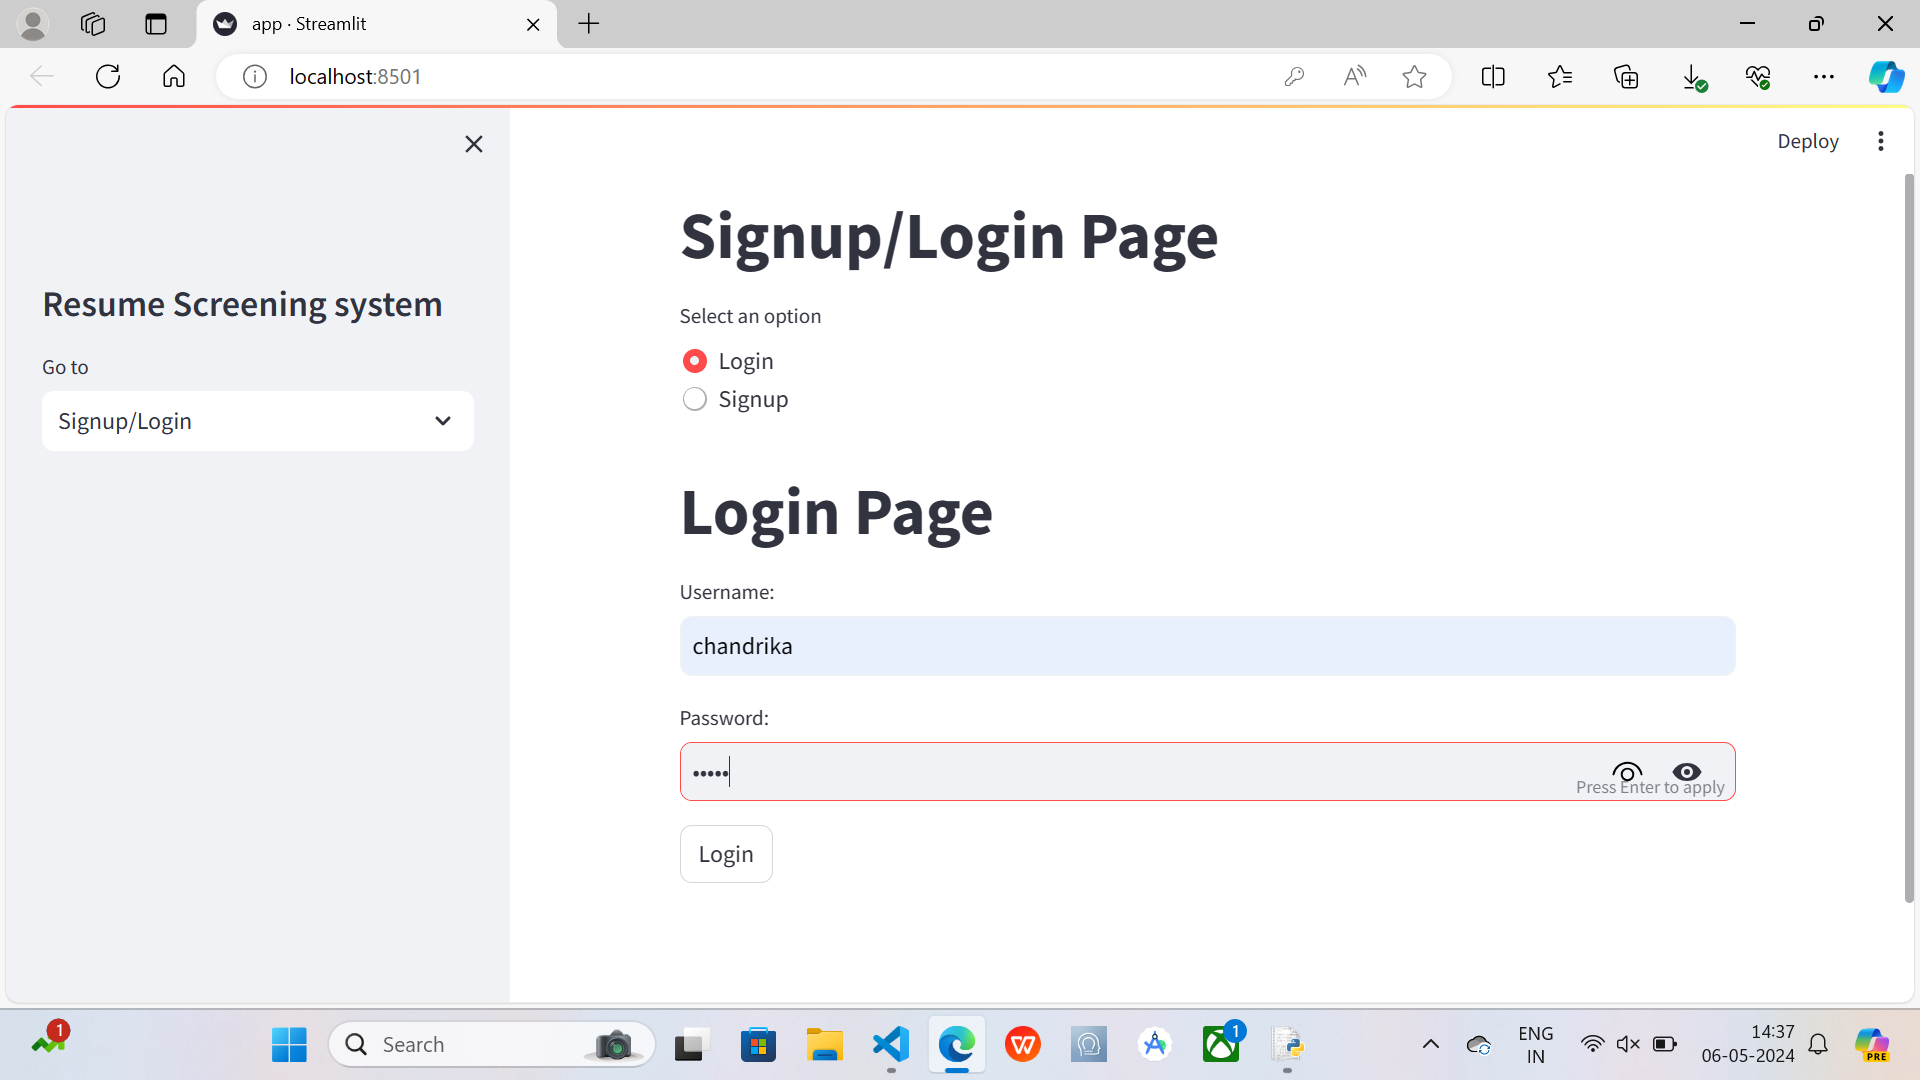 app · Streamlit
localhost:8501
Deploy
Resume Screening system
Go to
Signup/Login
Signup/Login Page
Select an option
Login
Signup
Login Page
Username:
chandrika
Password:
•••••
Press Enter to apply
Login
1
Search
1
ENG
IN
14:37
06-05-2024
PRE